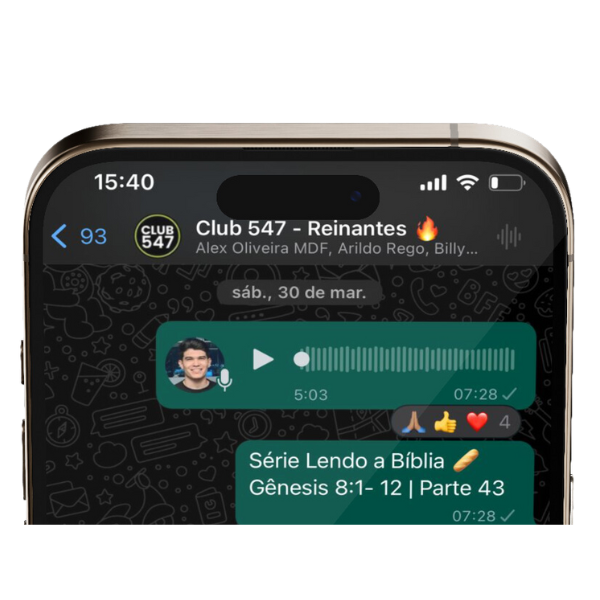 15:40
93
CLUB
547
Club 547 - Reinantes 🔥
Alex Oliveira MDF, Arildo Rego, Billy...
sáb., 30 de mar.
5:03
07:28
🙏🏽 👍 ❤️ 4
Série Lendo a Bíblia 🥖
Gênesis 8:1- 12 | Parte 43
07:28